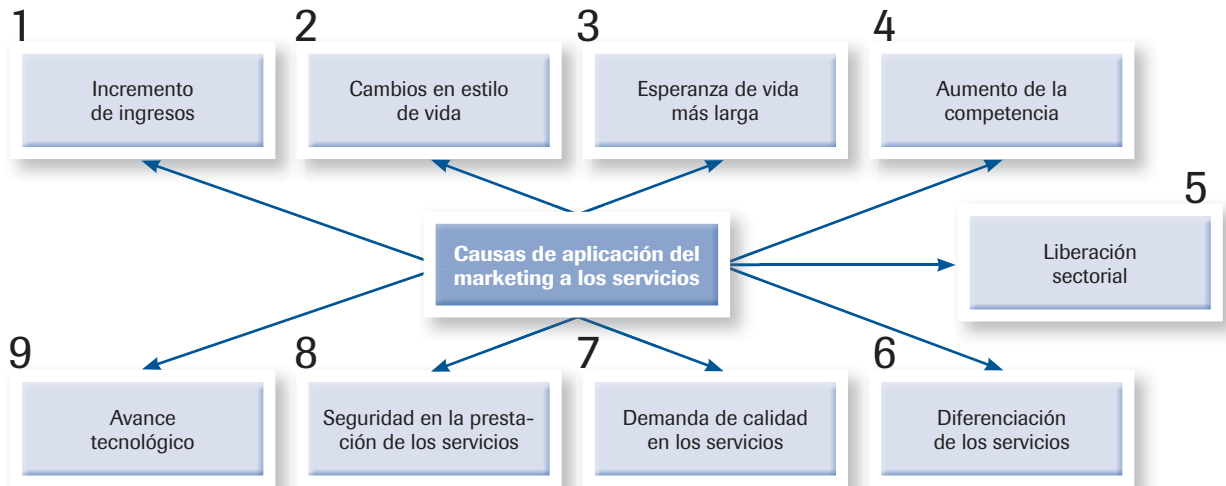 1
Incremento
de ingresos
2
Cambios en estilo
de vida
3
Esperanza de vida
más larga
4
Aumento de la
competencia
Causas de aplicación del
marketing a los servicios
5
Liberación
sectorial
9
Avance
tecnológico
8
Seguridad en la presta-
ción de los servicios
7
Demanda de calidad
en los servicios
6
Diferenciación
de los servicios